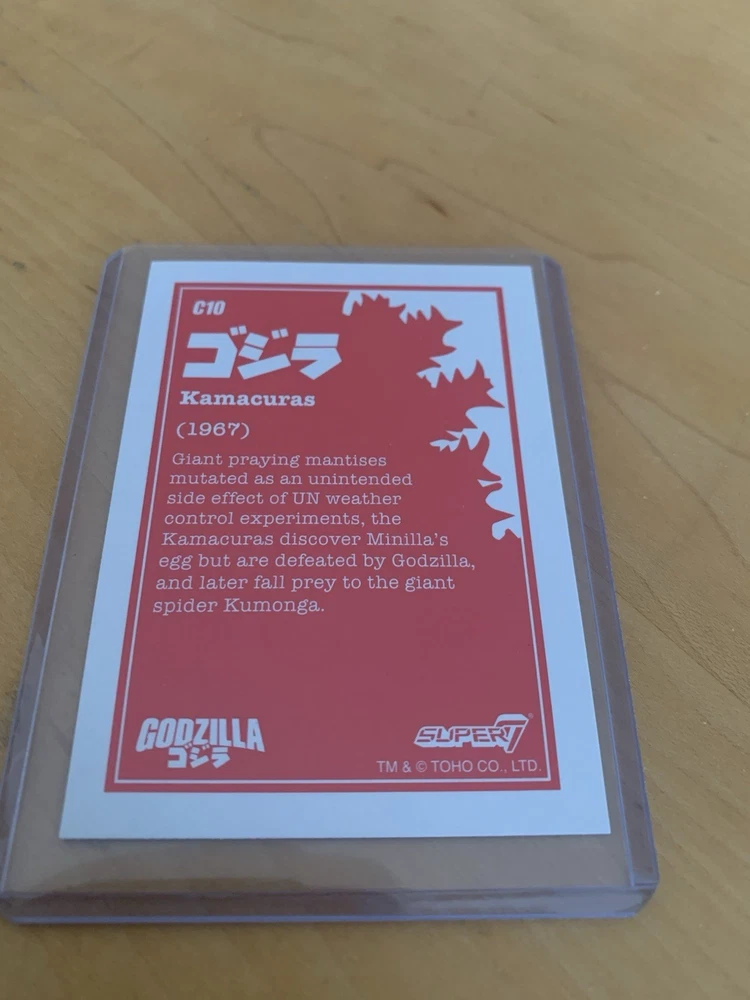 C10
ゴジラ
Kamacuras
(1967)
Giant praying mantises
mutated as an unintended
side effect of UN weather
control experiments, the
Kamacuras discover Minilla's
egg but are defeated by Godzilla,
and later fall prey to the giant
spider Kumonga.
GODZILLA
ゴジラ
SUPER7®
TM & © TOHO CO., LTD.